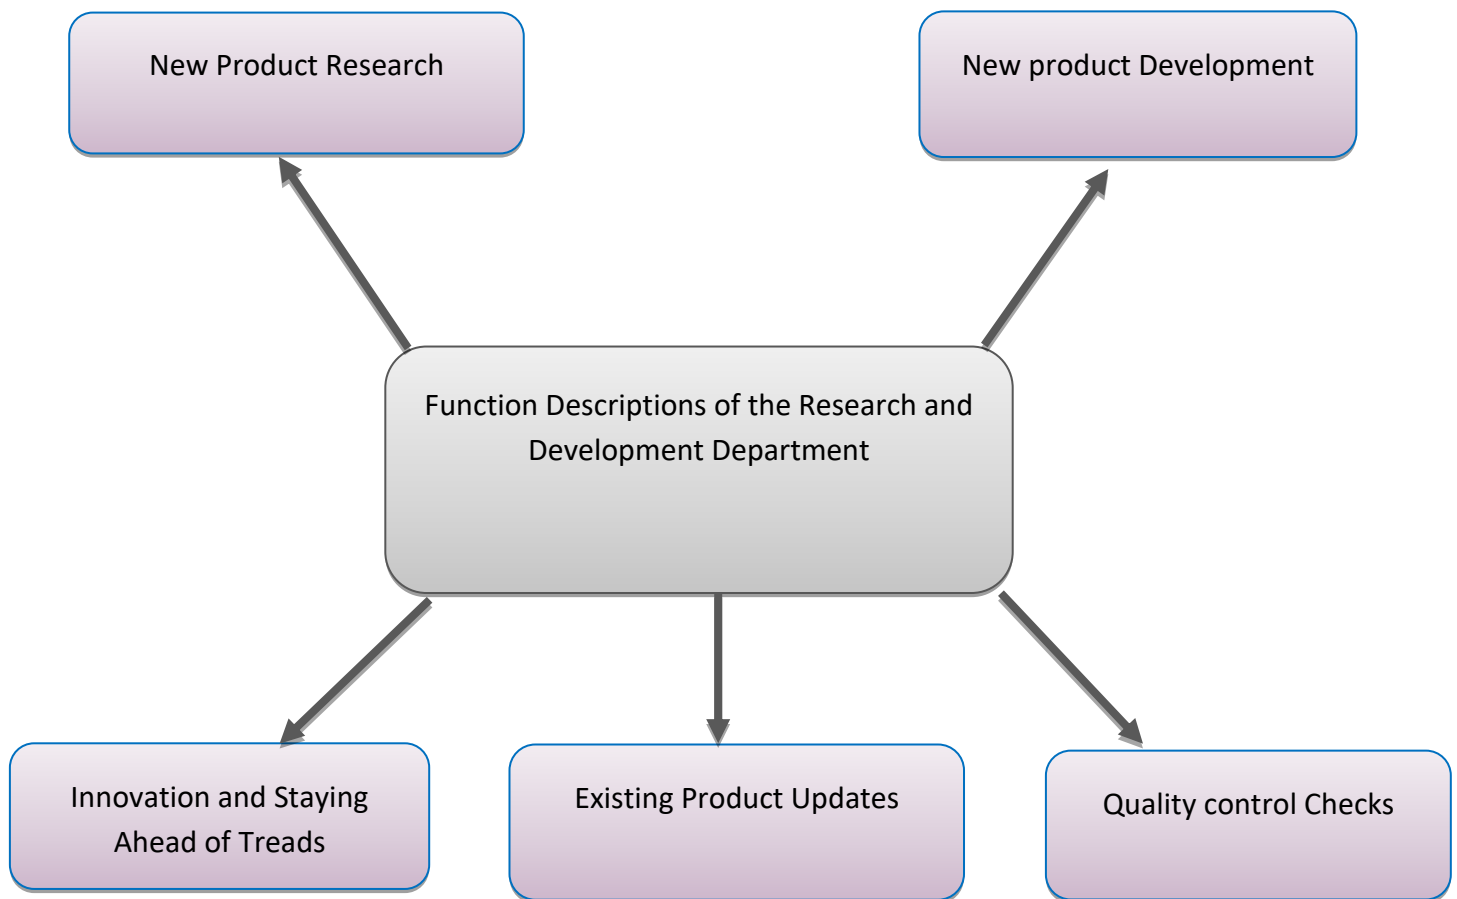 New Product Research
New product Development
Function Descriptions of the Research and
Development Department
Innovation and Staying
Ahead of Treads
Existing Product Updates
Quality control Checks